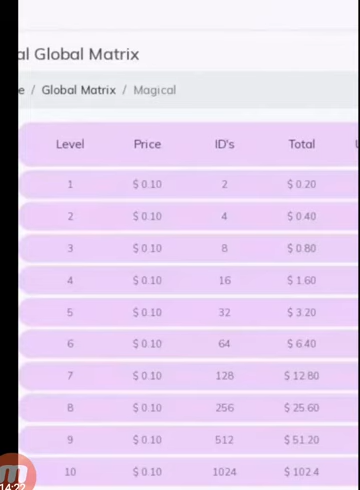 al Global Matrix
e / Global Matrix / Magical
Level Price ID's Total
1 $ 0.10 2 $ 0.20
2 $ 0.10 4 $ 0.40
3 $ 0.10 8 $ 0.80
4 $ 0.10 16 $ 1.60
5 $ 0.10 32 $ 3.20
6 $ 0.10 64 $ 6.40
7 $ 0.10 128 $ 12.80
8 $ 0.10 256 $ 25.60
9 $ 0.10 512 $ 51.20
10 $ 0.10 1024 $ 102.4
14:22